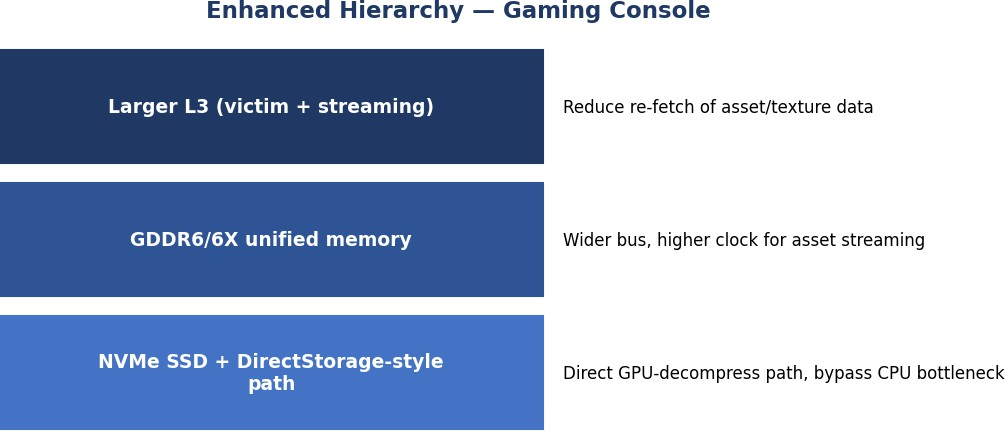 Enhanced Hierarchy — Gaming Console
Larger L3 (victim + streaming)
Reduce re-fetch of asset/texture data
GDDR6/6X unified memory
Wider bus, higher clock for asset streaming
NVMe SSD + DirectStorage-style
path
Direct GPU-decompress path, bypass CPU bottleneck